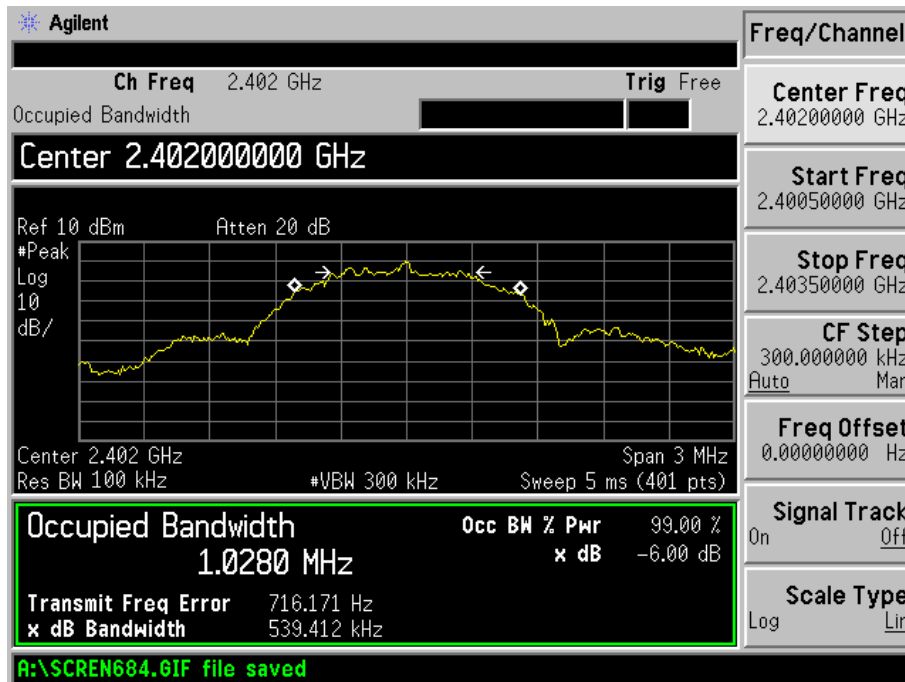 Agilent
Freq/Channel
Ch Freq 2.402 GHz Trig Free
Occupied Bandwidth
Center 2.402000000 GHz
Ref 10 dBm Atten 20 dB
#Peak
Log
10
dB/
Center 2.402 GHz Span 3 MHz
Res BW 100 kHz #VBW 300 kHz Sweep 5 ms (401 pts)
Occupied Bandwidth
1.0280 MHz
Occ BW % Pwr 99.00 %
x dB -6.00 dB
Transmit Freq Error 716.171 Hz
x dB Bandwidth 539.412 kHz
A:\SCREN684.GIF file saved
Center Freq
2.40200000 GHz
Start Freq
2.40050000 GHz
Stop Freq
2.40350000 GHz
CF Step
300.000000 kHz
Auto Man
Freq Offset
0.00000000 Hz
Signal Track
On Off
Scale Type
Log Lin